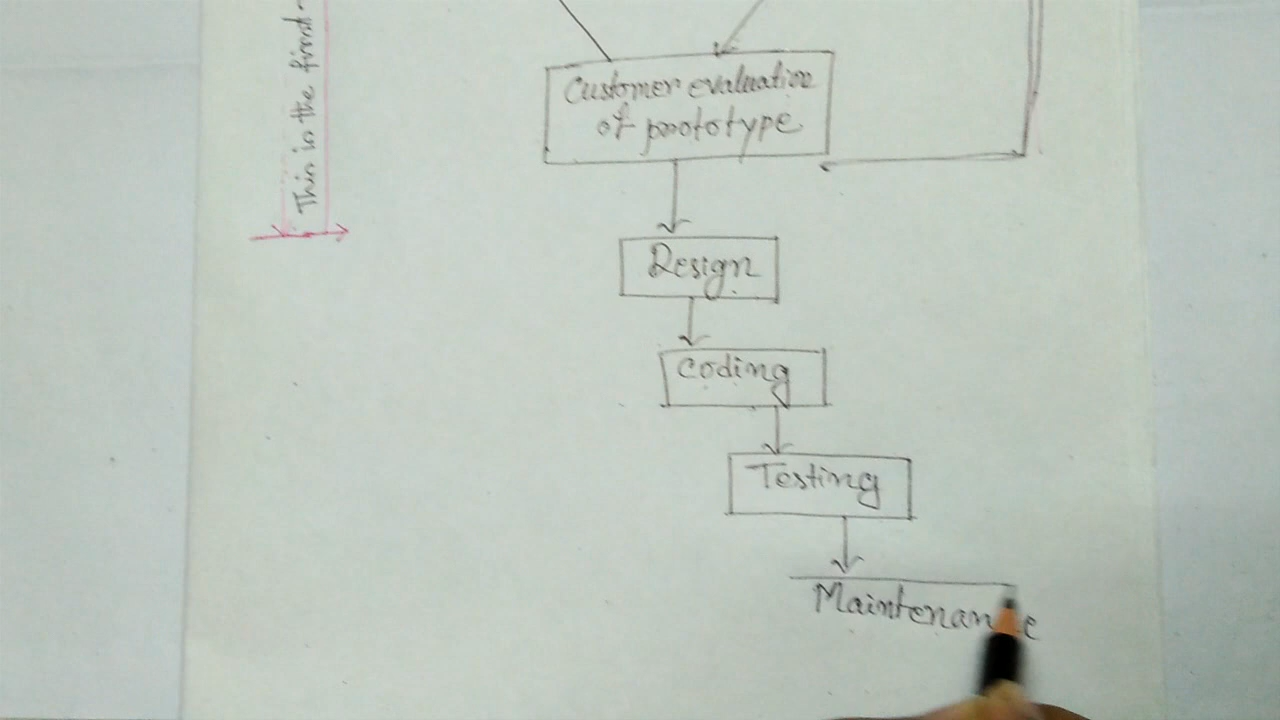 This is the first
Customer evaluation
of prototype
Design
Coding
Testing
Maintenance